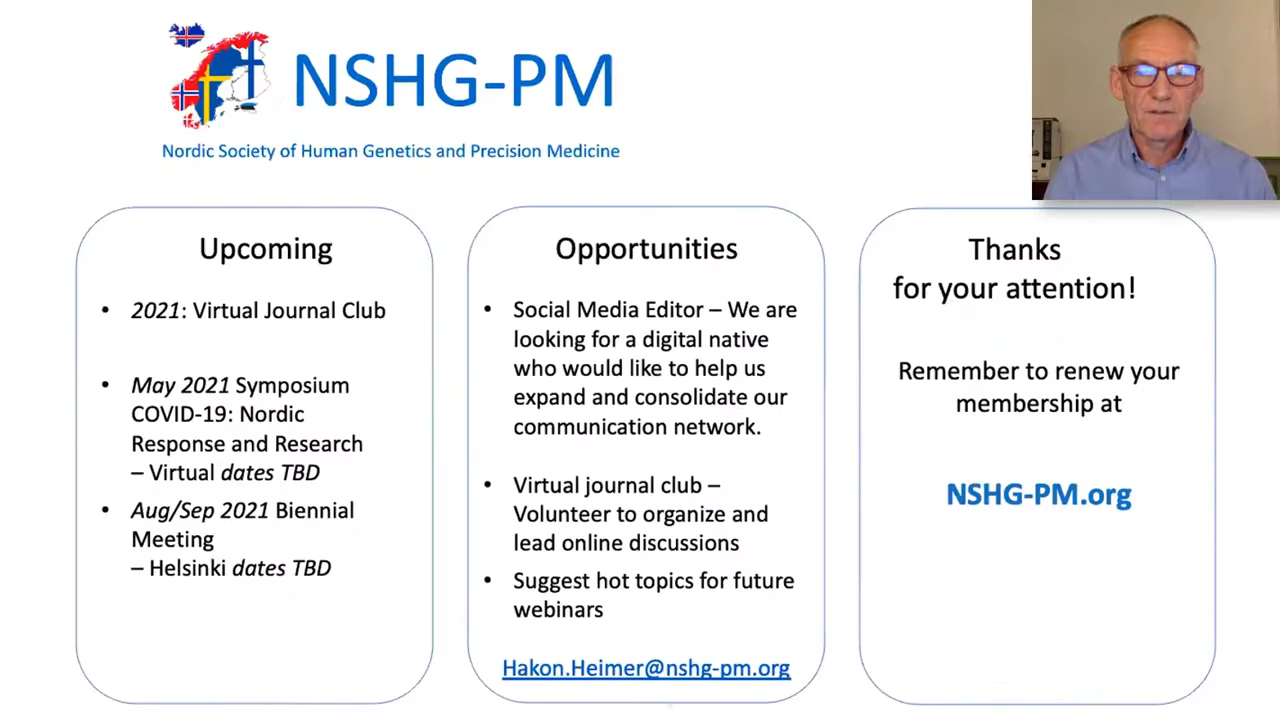 NSHG-PM
Nordic Society of Human Genetics and Precision Medicine
Upcoming
• 2021: Virtual Journal Club
• May 2021 Symposium
COVID-19: Nordic
Response and Research
– Virtual dates TBD
• Aug/Sep 2021 Biennial
Meeting
– Helsinki dates TBD
Opportunities
• Social Media Editor – We are
looking for a digital native
who would like to help us
expand and consolidate our
communication network.
• Virtual journal club –
Volunteer to organize and
lead online discussions
• Suggest hot topics for future
webinars
Hakon.Heimer@nshg-pm.org
Thanks
for your attention!
Remember to renew your
membership at
NSHG-PM.org